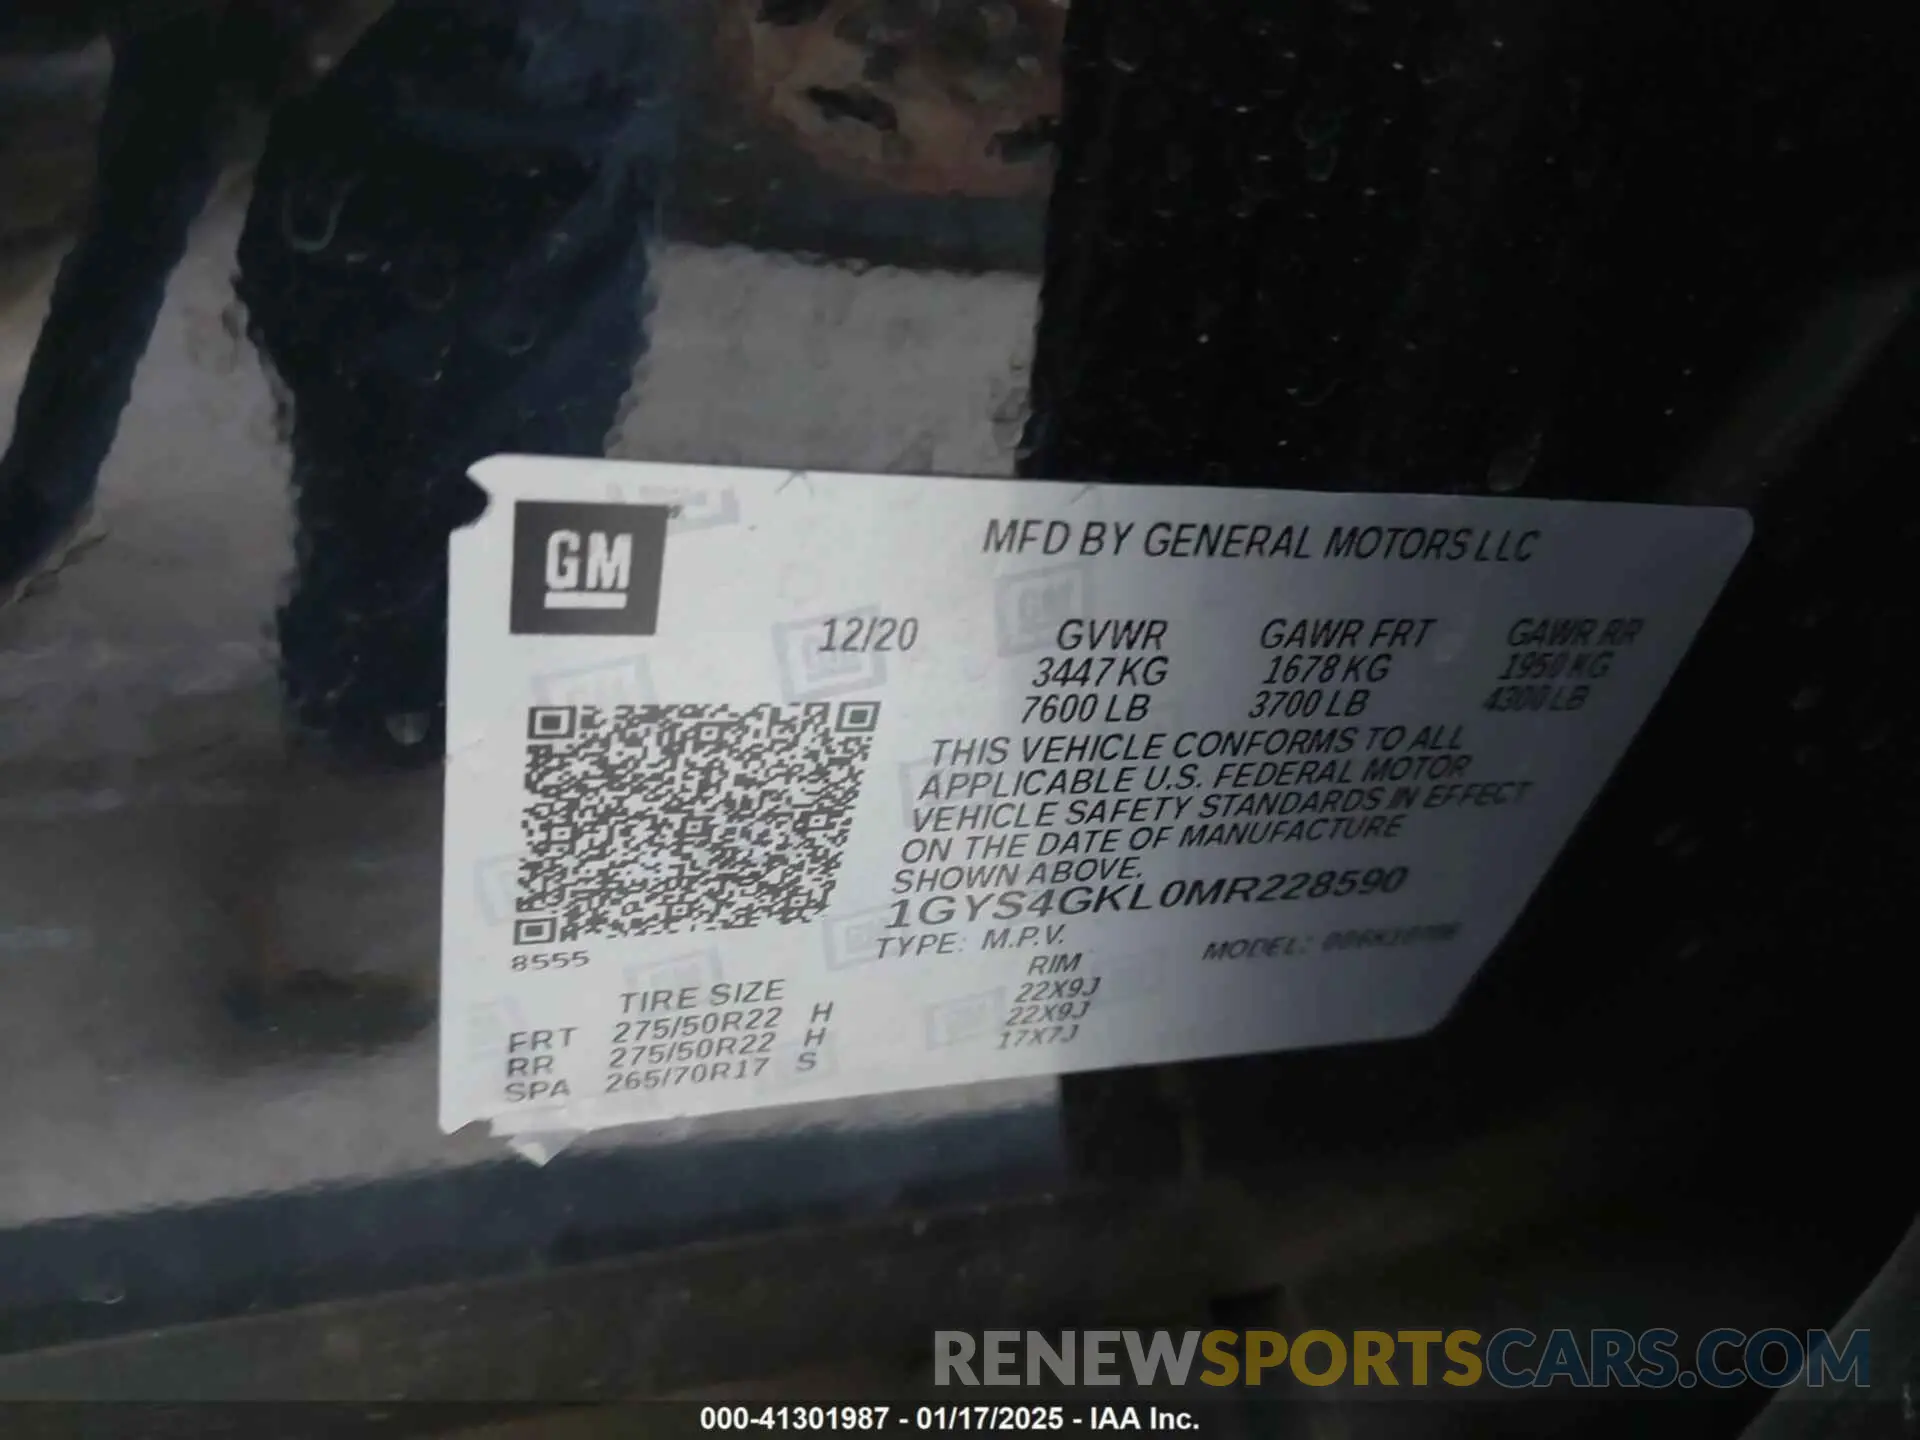 GM
MFD BY GENERAL MOTORS LLC
12/20 GVWR GAWR FRT GAWR RR
3447 KG 1678 KG 1950 KG
7600 LB 3700 LB 4300 LB
THIS VEHICLE CONFORMS TO ALL
APPLICABLE U.S. FEDERAL MOTOR
VEHICLE SAFETY STANDARDS IN EFFECT
ON THE DATE OF MANUFACTURE
SHOWN ABOVE.
1GYS4GKL0MR228590
TYPE: M.P.V. MODEL:
8555
TIRE SIZE RIM
FRT 275/50R22 H 22X9J
RR 275/50R22 H 22X9J
SPA 265/70R17 S 17X7J
RENEWSPORTSCARS.COM
000-41301987 - 01/17/2025 - IAA Inc.